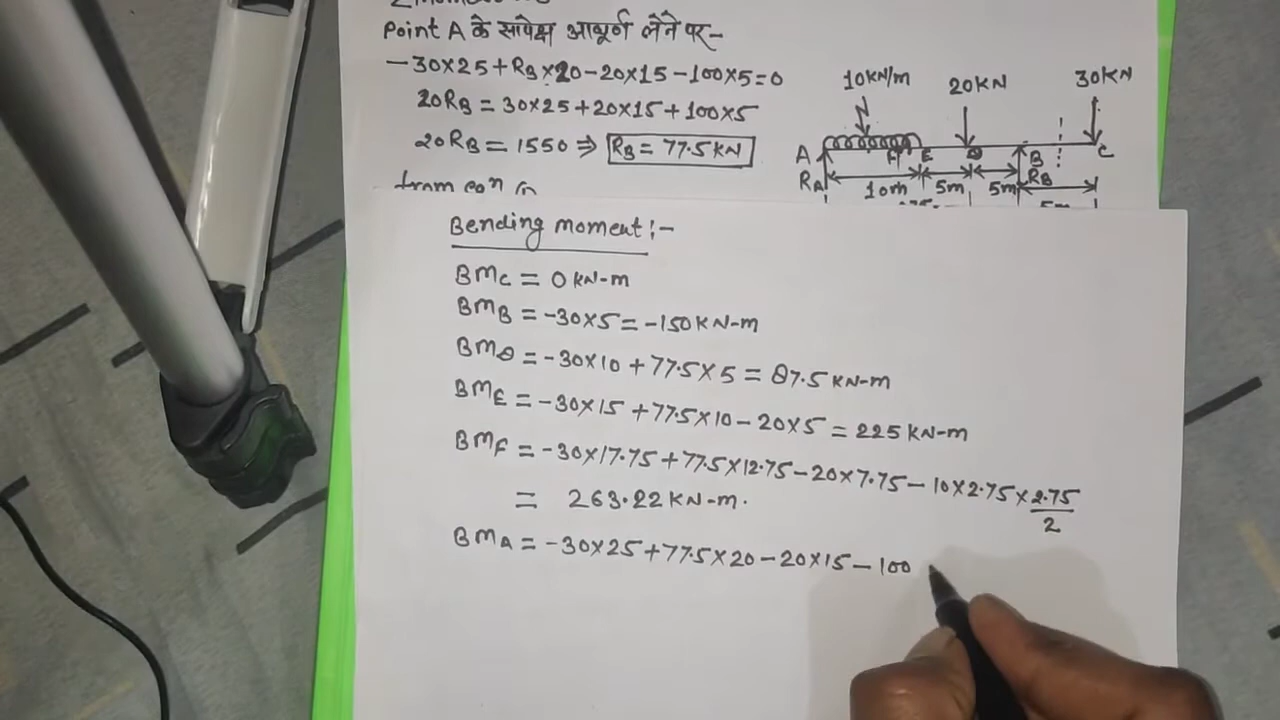 Point A के सापेक्ष आघूर्ण लेने पर-
-30×25+RB×20-20×15-100×5=0
20RB = 30×25+20×15+100×5
20RB = 1550 ⇒ RB = 77.5KN
from eqn
10KN/m
20KN
30KN
A F E D B C
RA RB
10m 5m 5m
5m
Bending moment:-
BMC = 0 KN-m
BMB = -30×5 = -150 KN-m
BMD = -30×10 + 77.5×5 = 87.5 KN-m
BME = -30×15 + 77.5×10 - 20×5 = 225 KN-m
BMF = -30×17.75 + 77.5×12.75 - 20×7.75 - 10×2.75×2.75/2
= 263.22 KN-m.
BMA = -30×25 + 77.5×20 - 20×15 - 100